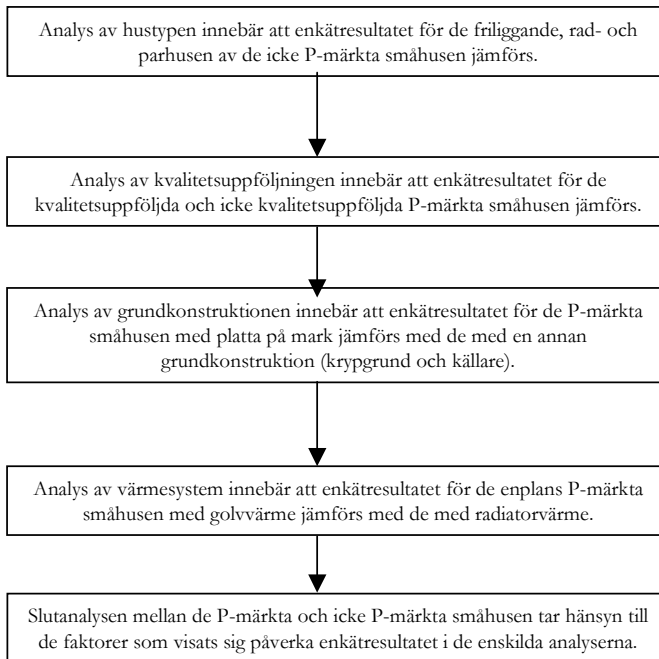 Analys av hustypen innebär att enkätresultatet för de friliggande, rad- och
parhusen av de icke P-märkta småhusen jämförs.
Analys av kvalitetsuppföljningen innebär att enkätresultatet för de
kvalitetsuppföljda och icke kvalitetsuppföljda P-märkta småhusen jämförs.
Analys av grundkonstruktionen innebär att enkätresultatet för de P-märkta
småhusen med platta på mark jämförs med de med en annan
grundkonstruktion (krypgrund och källare).
Analys av värmesystem innebär att enkätresultatet för de enplans P-märkta
småhusen med golvvärme jämförs med de med radiatorvärme.
Slutanalysen mellan de P-märkta och icke P-märkta småhusen tar hänsyn till
de faktorer som visats sig påverka enkätresultatet i de enskilda analyserna.